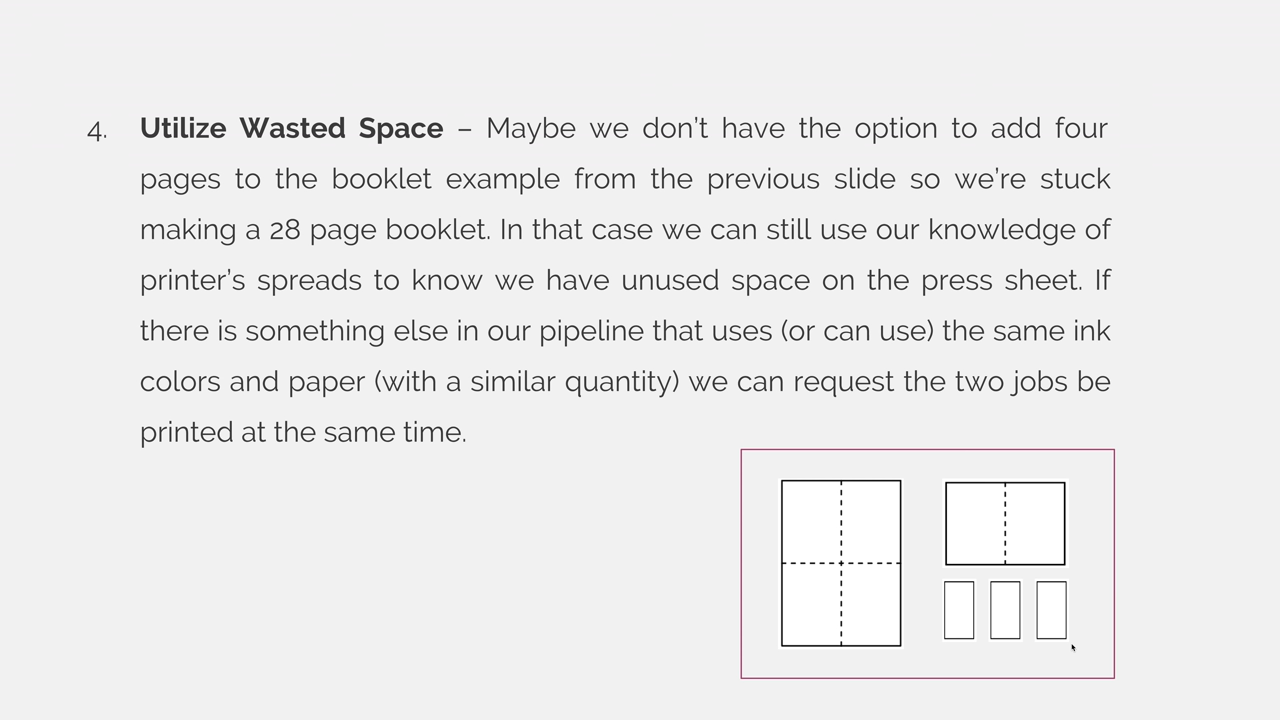 4. Utilize Wasted Space – Maybe we don't have the option to add four
pages to the booklet example from the previous slide so we're stuck
making a 28 page booklet. In that case we can still use our knowledge of
printer's spreads to know we have unused space on the press sheet. If
there is something else in our pipeline that uses (or can use) the same ink
colors and paper (with a similar quantity) we can request the two jobs be
printed at the same time.